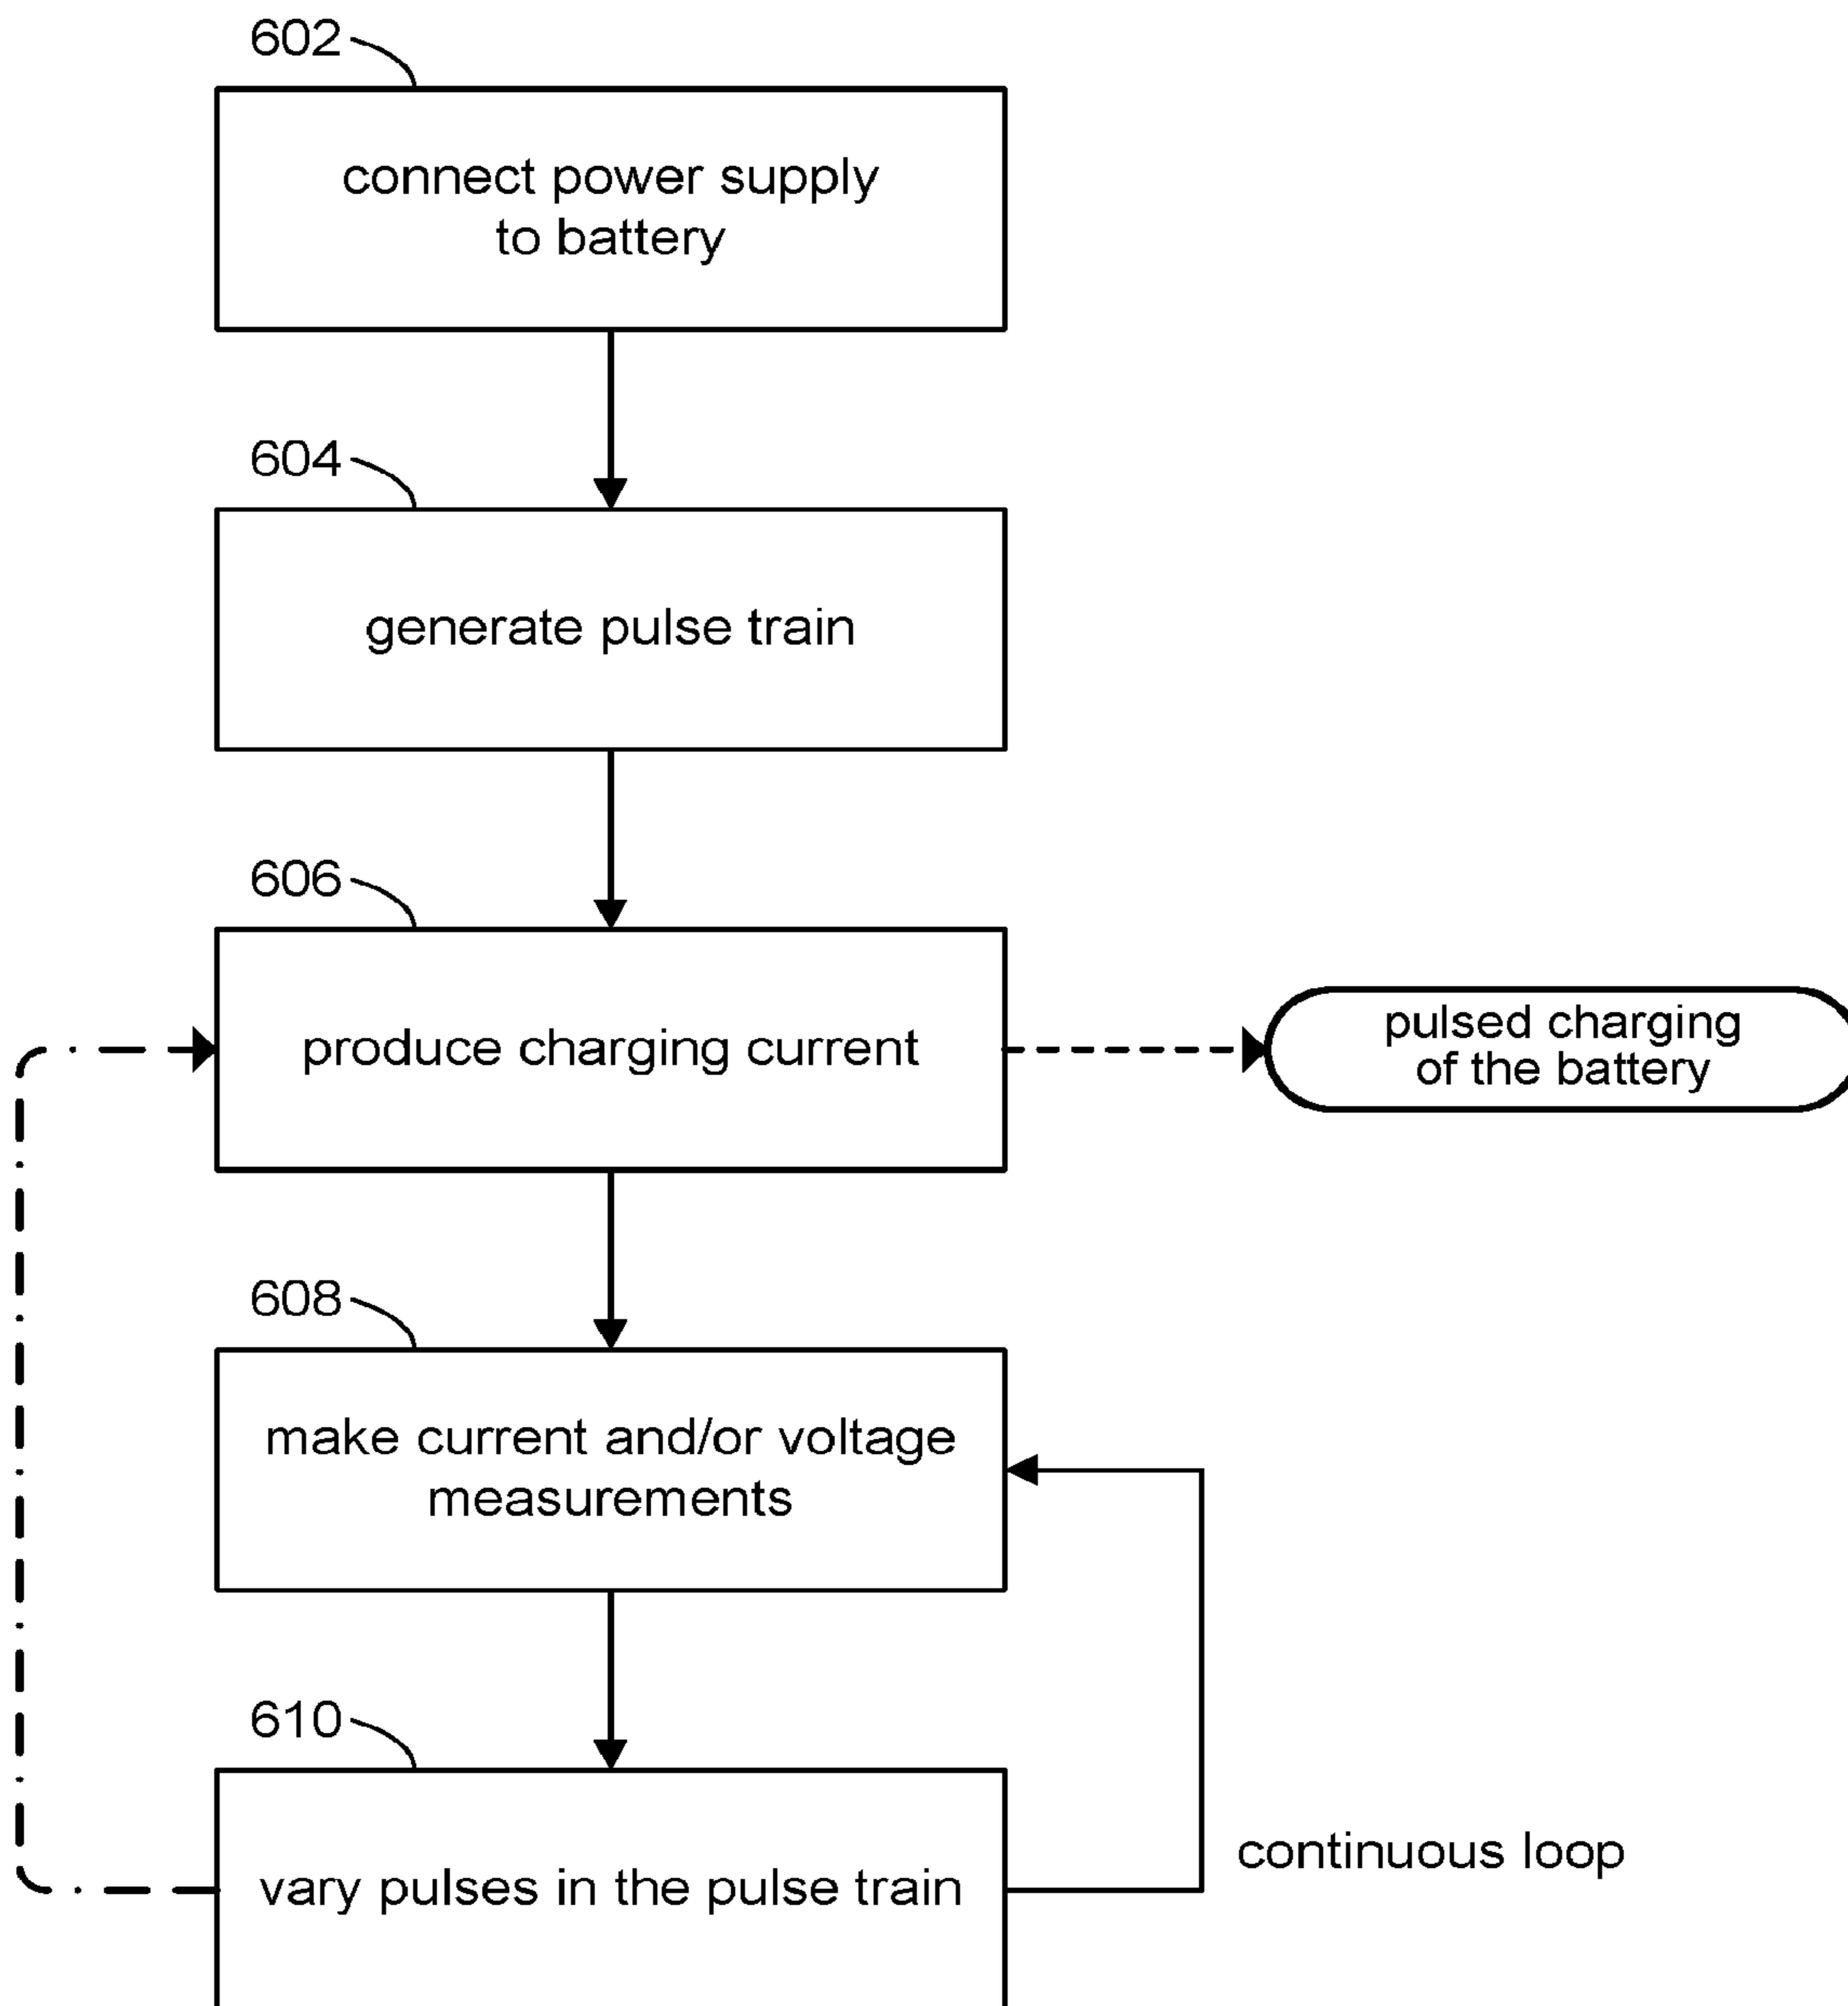 602
connect power supply
to battery
604
generate pulse train
606
produce charging current
pulsed charging
of the battery
608
make current and/or voltage
measurements
610
vary pulses in the pulse train
continuous loop